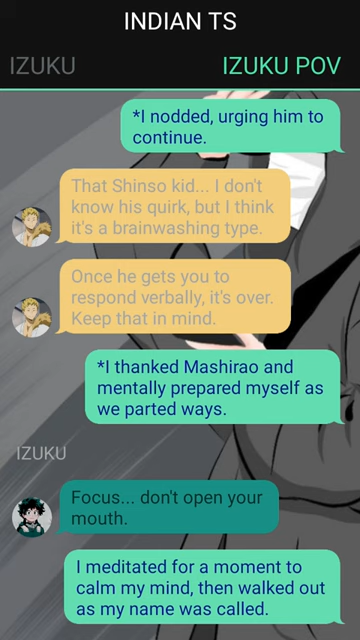 INDIAN TS
IZUKU
IZUKU POV
*I nodded, urging him to
continue.
That Shinso kid... I don't
know his quirk, but I think
it's a brainwashing type.
Once he gets you to
respond verbally, it's over.
Keep that in mind.
*I thanked Mashirao and
mentally prepared myself as
we parted ways.
IZUKU
Focus... don't open your
mouth.
I meditated for a moment to
calm my mind, then walked out
as my name was called.